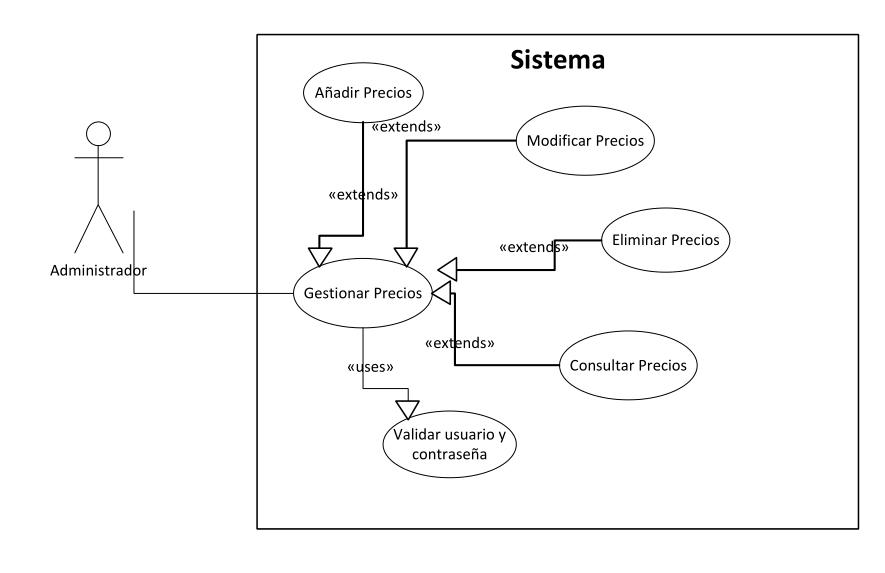 Sistema
Añadir Precios
«extends»
Modificar Precios
«extends»
Eliminar Precios
«extends»
Administrador
Gestionar Precios
«extends»
Consultar Precios
«uses»
Validar usuario y
contraseña